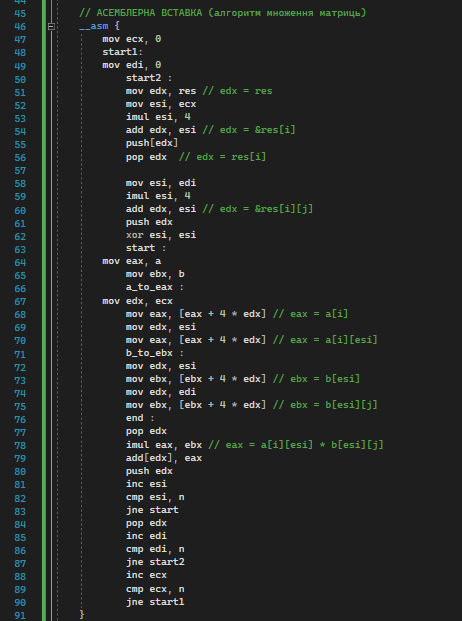 44
45 // АСЕМБЛЕРНА ВСТАВКА (алгоритм множення матриць)
46 __asm {
47 mov ecx, 0
48 start1:
49 mov edi, 0
50 start2 :
51 mov edx, res // edx = res
52 mov esi, ecx
53 imul esi, 4
54 add edx, esi // edx = &res[i]
55 push[edx]
56 pop edx // edx = res[i]
57
58 mov esi, edi
59 imul esi, 4
60 add edx, esi // edx = &res[i][j]
61 push edx
62 xor esi, esi
63 start :
64 mov eax, a
65 mov ebx, b
66 a_to_eax :
67 mov edx, ecx
68 mov eax, [eax + 4 * edx] // eax = a[i]
69 mov edx, esi
70 mov eax, [eax + 4 * edx] // eax = a[i][esi]
71 b_to_ebx :
72 mov edx, esi
73 mov ebx, [ebx + 4 * edx] // ebx = b[esi]
74 mov edx, edi
75 mov ebx, [ebx + 4 * edx] // ebx = b[esi][j]
76 end :
77 pop edx
78 imul eax, ebx // eax = a[i][esi] * b[esi][j]
79 add[edx], eax
80 push edx
81 inc esi
82 cmp esi, n
83 jne start
84 pop edx
85 inc edi
86 cmp edi, n
87 jne start2
88 inc ecx
89 cmp ecx, n
90 jne start1
91 }